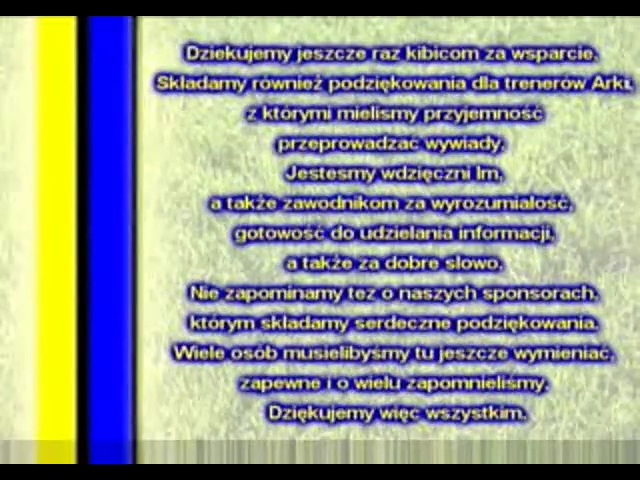 Dziekujemy jeszcze raz kibicom za wsparcie.
Składamy również podziękowania dla trenerów Arki,
z którymi mielismy przyjemność
przeprowadzać wywiady.
Jestesmy wdzięczni Im,
a także zawodnikom za wyrozumiałość,
gotowość do udzielania informacji,
a także za dobre słowo.
Nie zapominamy tez o naszych sponsorach,
którym składamy serdeczne podziękowania.
Wiele osób musielibyśmy tu jeszcze wymieniać,
zapewne i o wielu zapomnieliśmy.
Dziękujemy więc wszystkim.